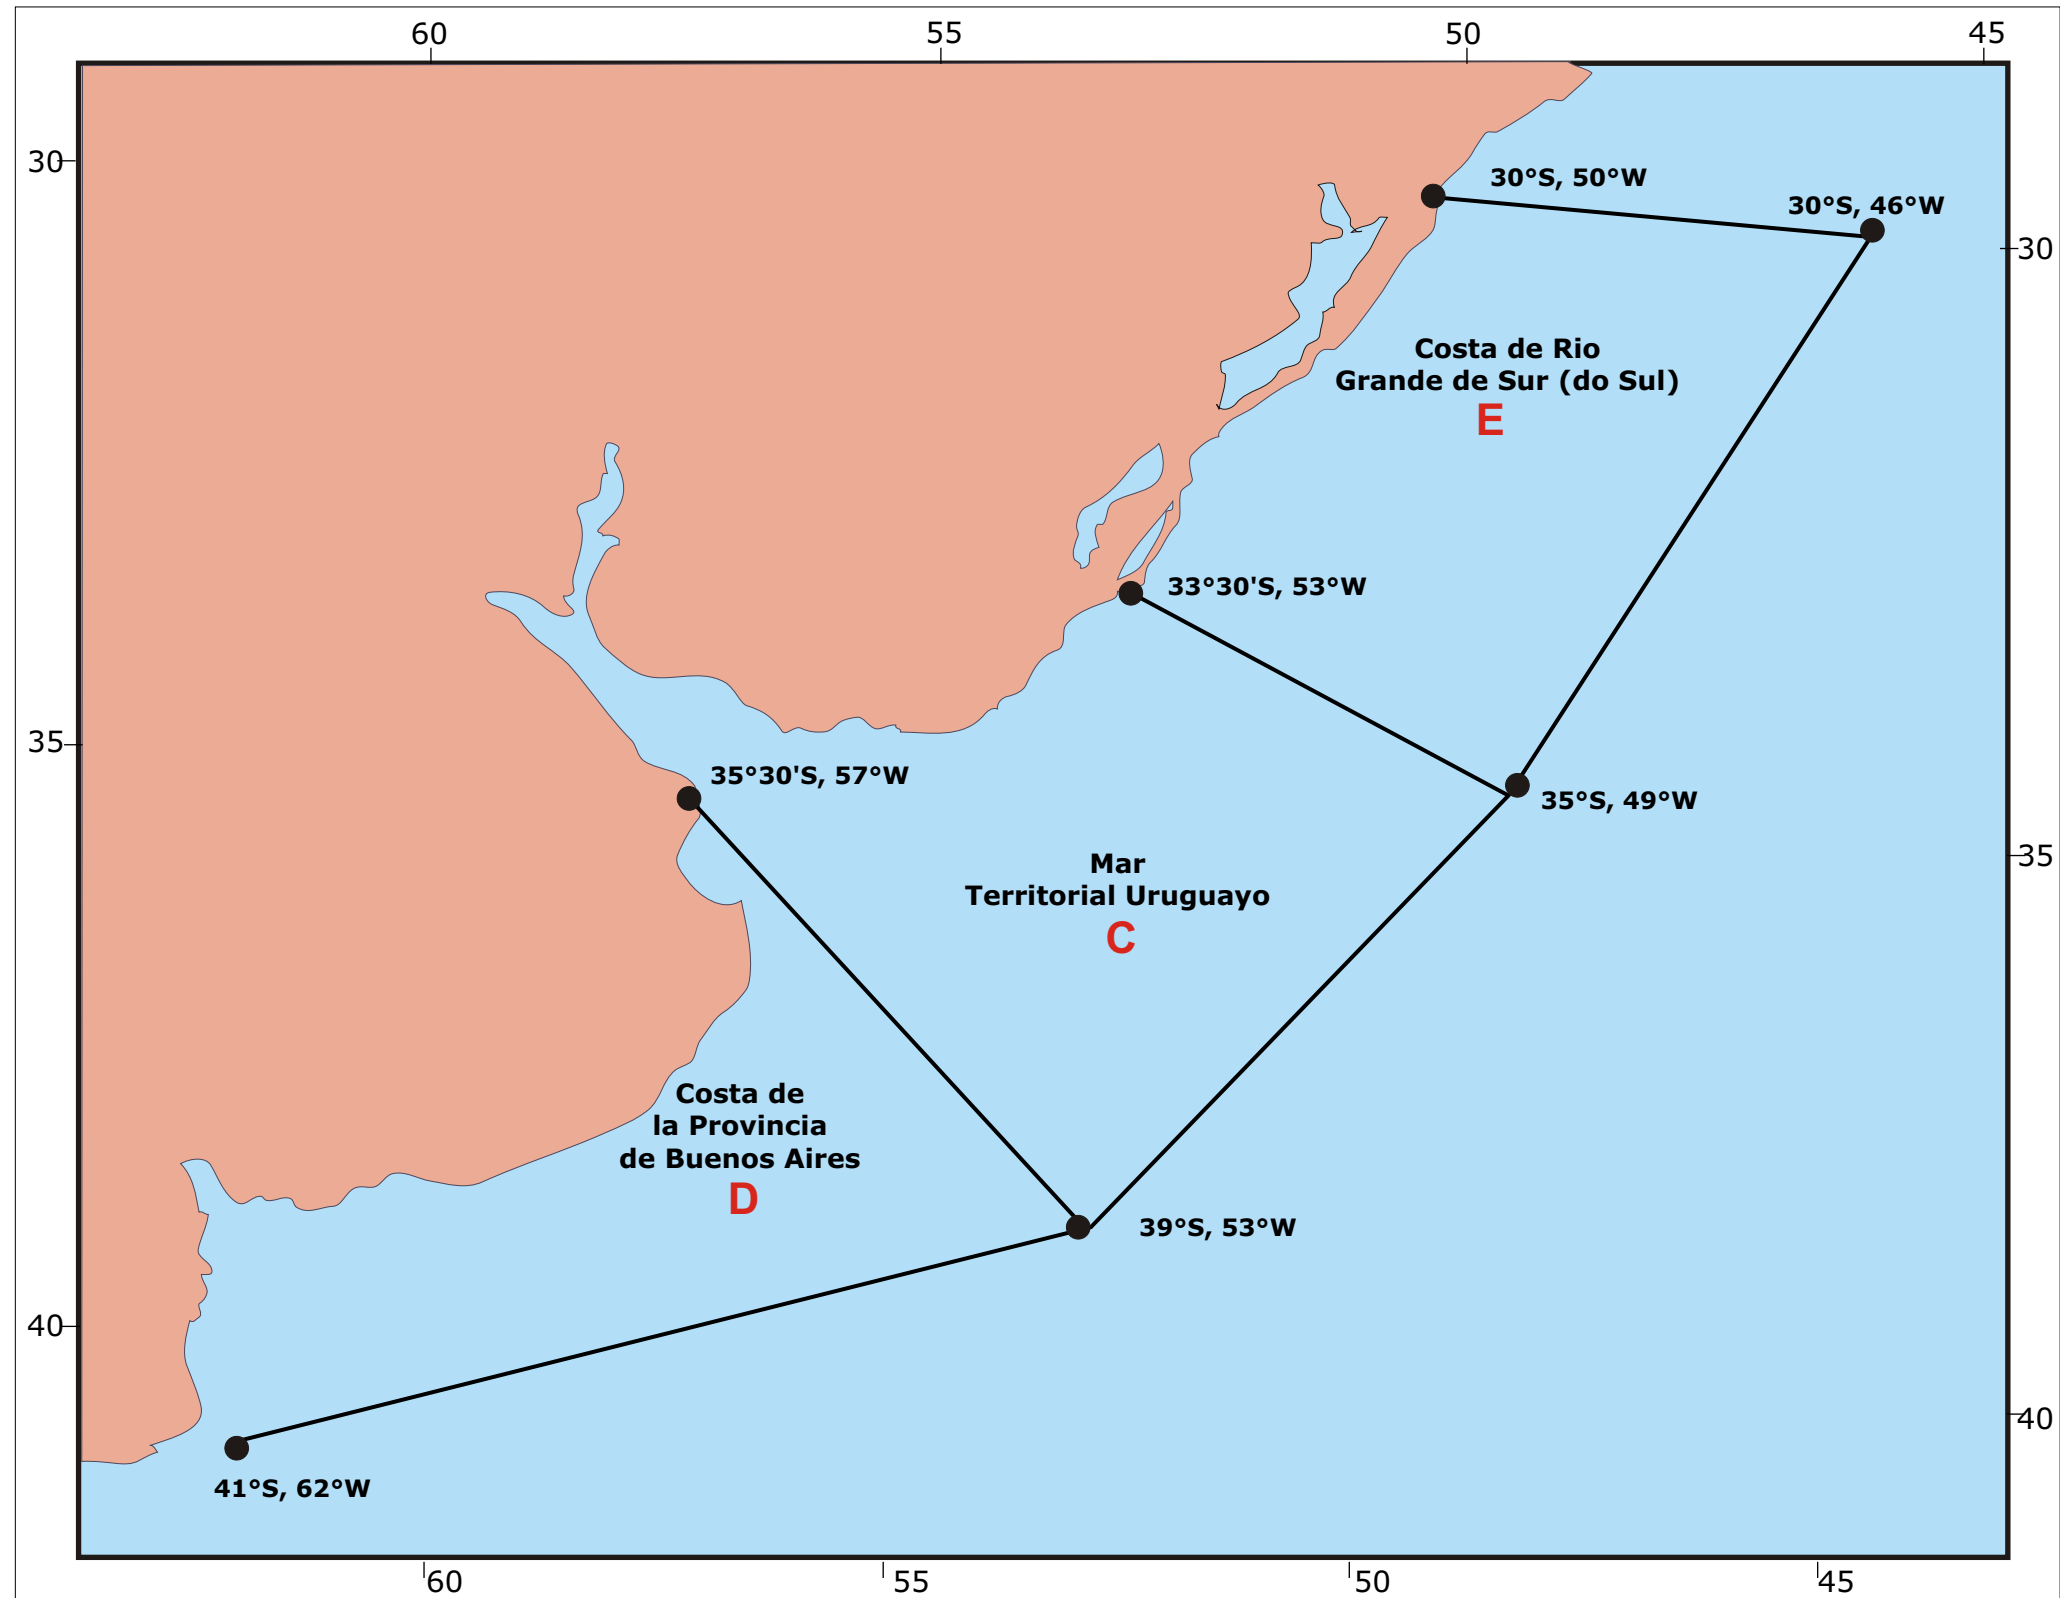 60
55
50
45
30
30°S, 50°W
30°S, 46°W
30
Costa de Rio
Grande de Sur (do Sul)
E
33°30'S, 53°W
35
35°30'S, 57°W
35°S, 49°W
Mar
Territorial Uruguayo
C
35
Costa de
la Provincia
de Buenos Aires
D
39°S, 53°W
40
40
41°S, 62°W
60
55
50
45